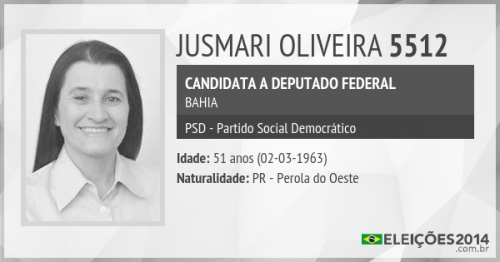 JUSMARI OLIVEIRA 5512
CANDIDATA A DEPUTADO FEDERAL
BAHIA
PSD - Partido Social Democrático
Idade: 51 anos (02-03-1963)
Naturalidade: PR - Perola do Oeste
ELEIÇÕES2014
.com.br